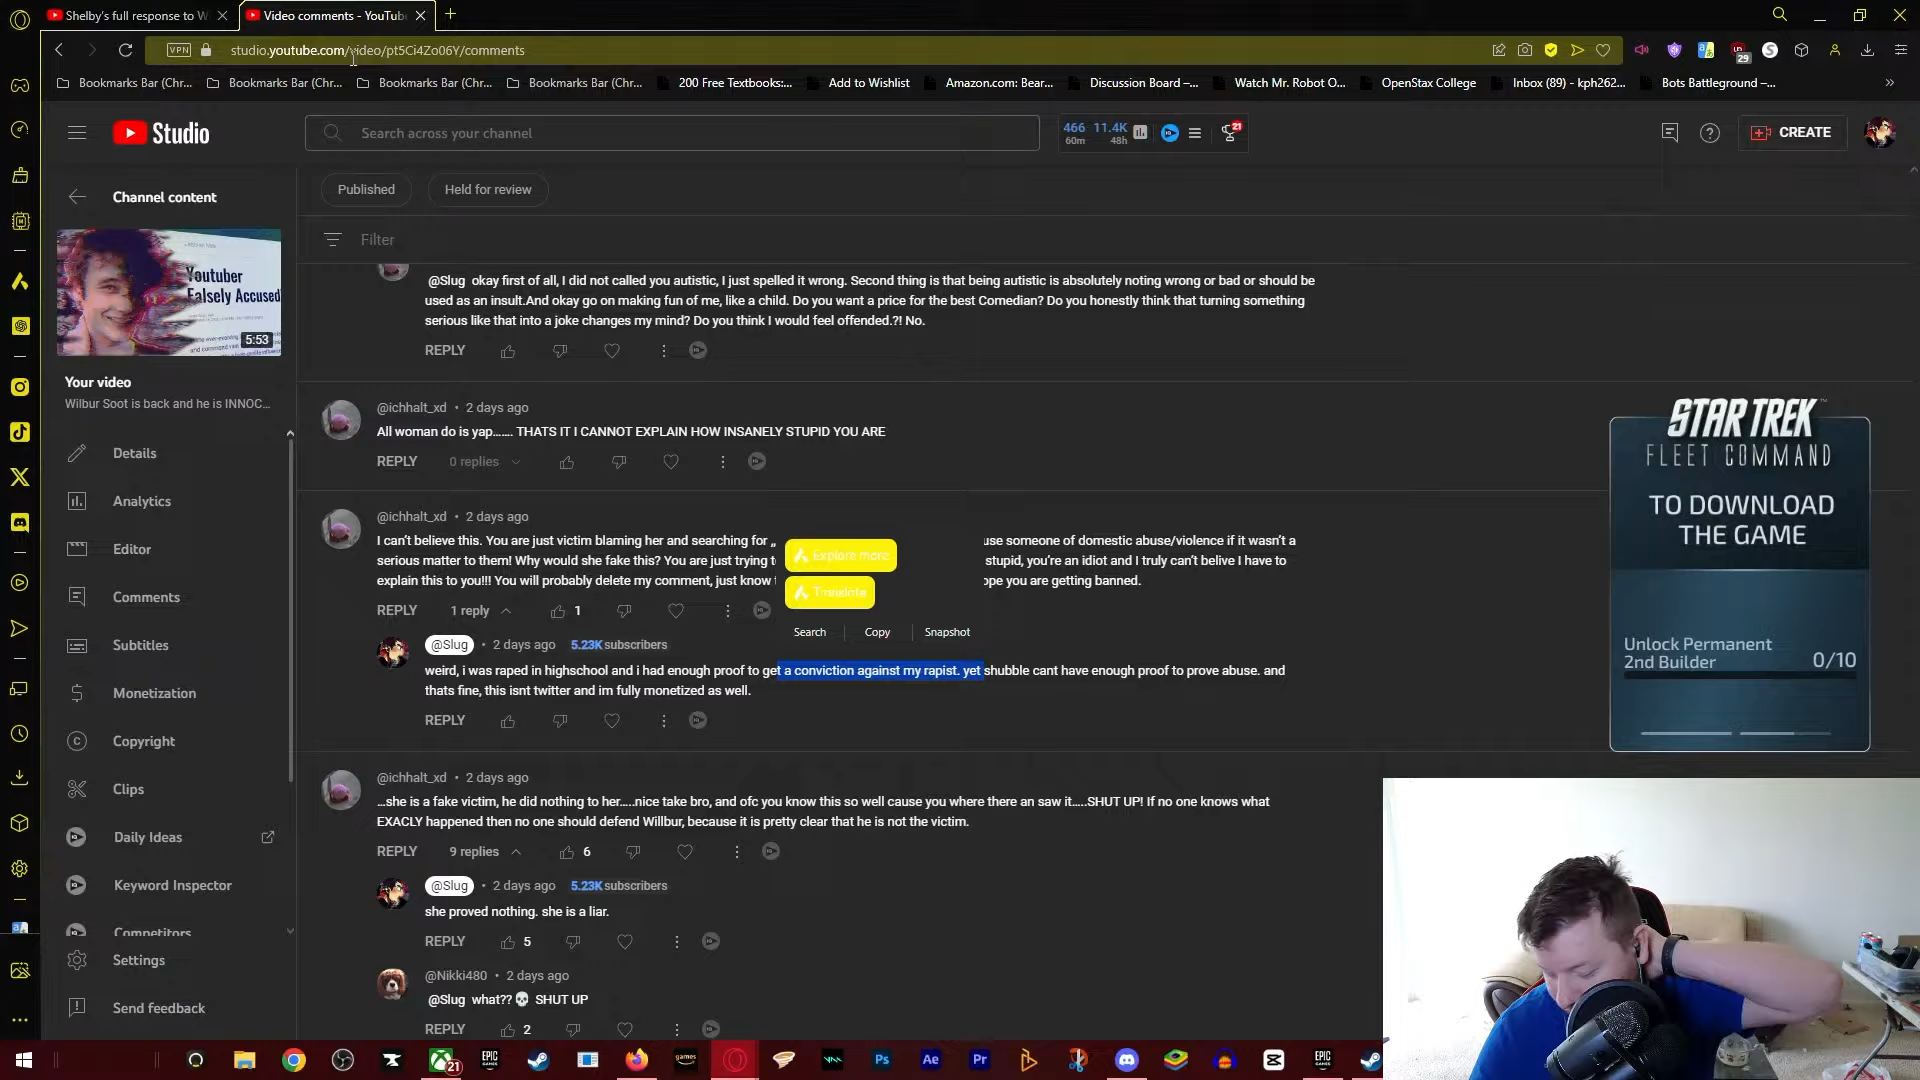 Shelby's full response to W
Video comments - YouTub
studio.youtube.com/video/pt5Ci4Zo06Y/comments
VPN
29
Bookmarks Bar (Chr...
Bookmarks Bar (Chr...
Bookmarks Bar (Chr...
Bookmarks Bar (Chr...
200 Free Textbooks:...
Add to Wishlist
Amazon.com: Bear...
Discussion Board –...
Watch Mr. Robot O...
OpenStax College
Inbox (89) - kph262...
Bots Battleground –...
Studio
Search across your channel
466 11.4K
60m 48h
21
CREATE
Channel content
Published
Held for review
Filter
Youtuber
Falsely Accused
5:53
Your video
Wilbur Soot is back and he is INNOC...
Details
Analytics
Editor
Comments
Subtitles
Monetization
Copyright
Clips
Daily Ideas
Keyword Inspector
Competitors
Settings
Send feedback
@Slug okay first of all, I did not called you autistic, I just spelled it wrong. Second thing is that being autistic is absolutely noting wrong or bad or should be
used as an insult.And okay go on making fun of me, like a child. Do you want a price for the best Comedian? Do you honestly think that turning something
serious like that into a joke changes my mind? Do you think I would feel offended.?! No.
REPLY
@ichhalt_xd • 2 days ago
All woman do is yap....... THATS IT I CANNOT EXPLAIN HOW INSANELY STUPID YOU ARE
REPLY 0 replies
@ichhalt_xd • 2 days ago
I can't believe this. You are just victim blaming her and searching for „ use someone of domestic abuse/violence if it wasn't a
serious matter to them! Why would she fake this? You are just trying t stupid, you're an idiot and I truly can't belive I have to
explain this to you!!! You will probably delete my comment, just know ope you are getting banned.
Explore more
Translate
Search Copy Snapshot
REPLY 1 reply 1
@Slug • 2 days ago 5.23K subscribers
weird, i was raped in highschool and i had enough proof to get a conviction against my rapist. yet shubble cant have enough proof to prove abuse. and
thats fine, this isnt twitter and im fully monetized as well.
REPLY
@ichhalt_xd • 2 days ago
...she is a fake victim, he did nothing to her.....nice take bro, and ofc you know this so well cause you where there an saw it.....SHUT UP! If no one knows what
EXACLY happened then no one should defend Willbur, because it is pretty clear that he is not the victim.
REPLY 9 replies 6
@Slug • 2 days ago 5.23K subscribers
she proved nothing. she is a liar.
REPLY 5
@Nikki480 • 2 days ago
@Slug what?? 💀 SHUT UP
REPLY 2
STAR TREK
FLEET COMMAND
TO DOWNLOAD
THE GAME
Unlock Permanent
2nd Builder 0/10
21